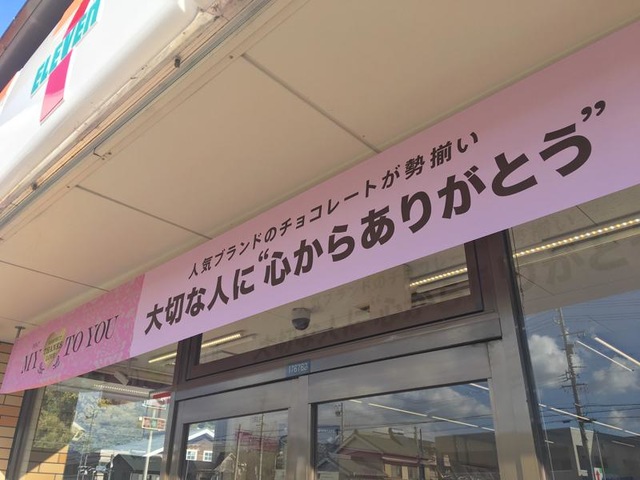 ELEVEN
人気ブランドのチョコレートが勢揃い
大切な人に"心からありがとう"
MY THANKS TO YOU